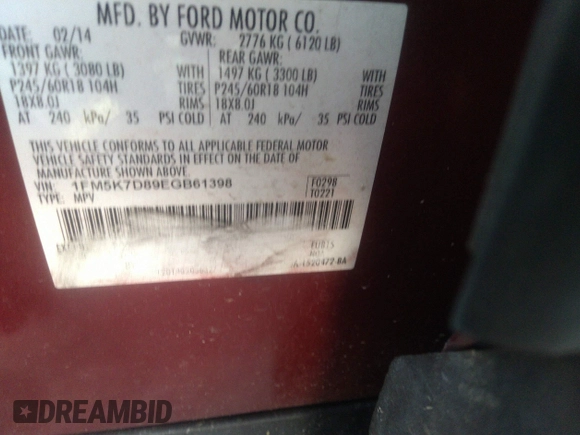 MFD. BY FORD MOTOR CO.
DATE: 02/14 GVWR: 2776 KG ( 6120 LB)
FRONT GAWR: REAR GAWR:
1397 KG ( 3080 LB) WITH 1497 KG ( 3300 LB) WITH
P245/60R18 104H TIRES P245/60R18 104H TIRES
18X8.0J RIMS 18X8.0J RIMS
AT 240 kPa/ 35 PSI COLD AT 240 kPa/ 35 PSI COLD
THIS VEHICLE CONFORMS TO ALL APPLICABLE FEDERAL MOTOR
VEHICLE SAFETY STANDARDS IN EFFECT ON THE DATE OF
MANUFACTURE SHOWN ABOVE.
VIN: 1FM5K7D89EGB61398 T0298
TYPE: MPV T0221
DREAMBID